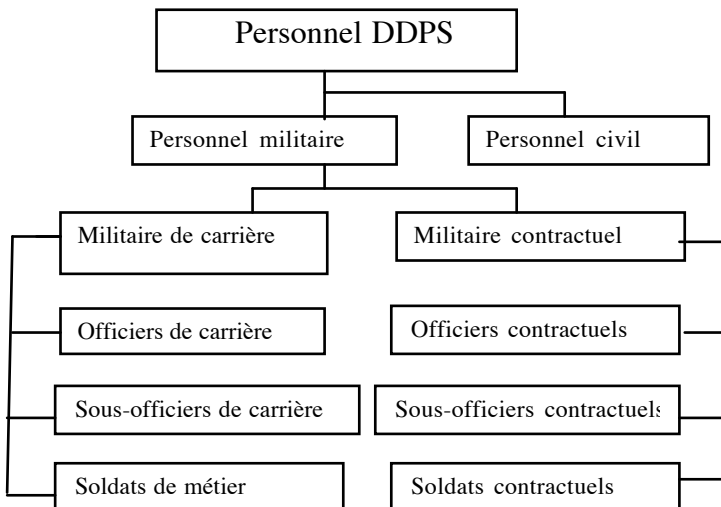 Personnel DDPS
Personnel militaire
Personnel civil
Militaire de carrière
Militaire contractuel
Officiers de carrière
Officiers contractuels
Sous-officiers de carrière
Sous-officiers contractuels
Soldats de métier
Soldats contractuels